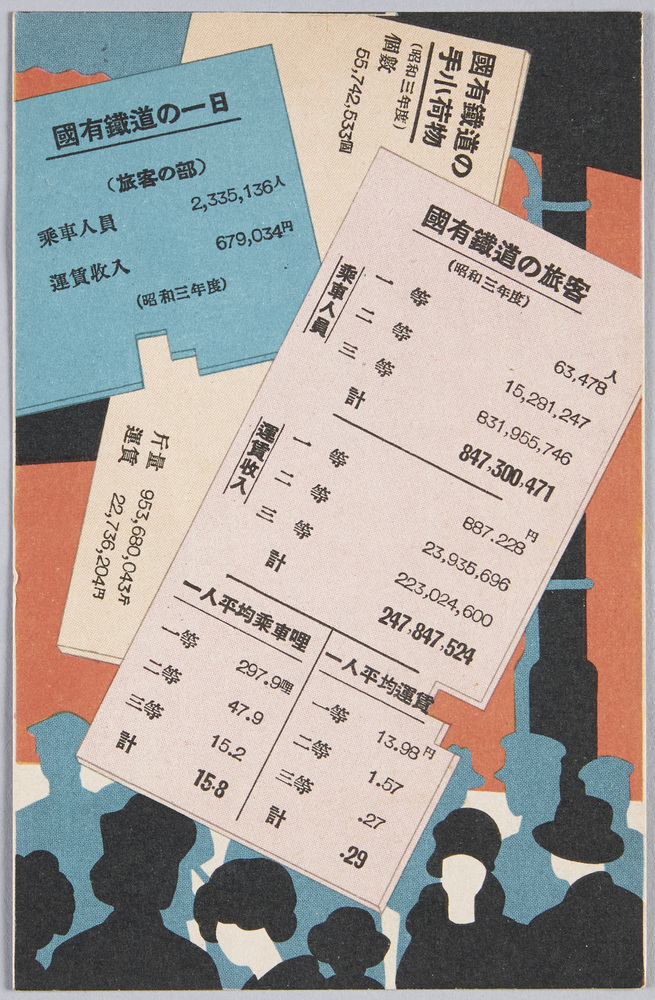 國有鐵道の一日
（旅客の部）
乘車人員 2,335,136人
運賃收入 679,034円
(昭和三年度)
國有鐵道の
手小荷物
(昭和三年度)
個數
55,742,533個
斤量 953,680,043斤
運賃 22,736,204円
國有鐵道の旅客
(昭和三年度)
乘車人員
一等 63,478人
二等 15,281,247
三等 831,955,746
計 847,300,471
運賃收入
一等 887.228円
二等 23,935,696
三等 223,024,600
計 247,847,524
一人平均乘車哩
一等 297.9哩
二等 47.9
三等 15.2
計 15.8
一人平均運賃
一等 13.98円
二等 1.57
三等 .27
計 .29